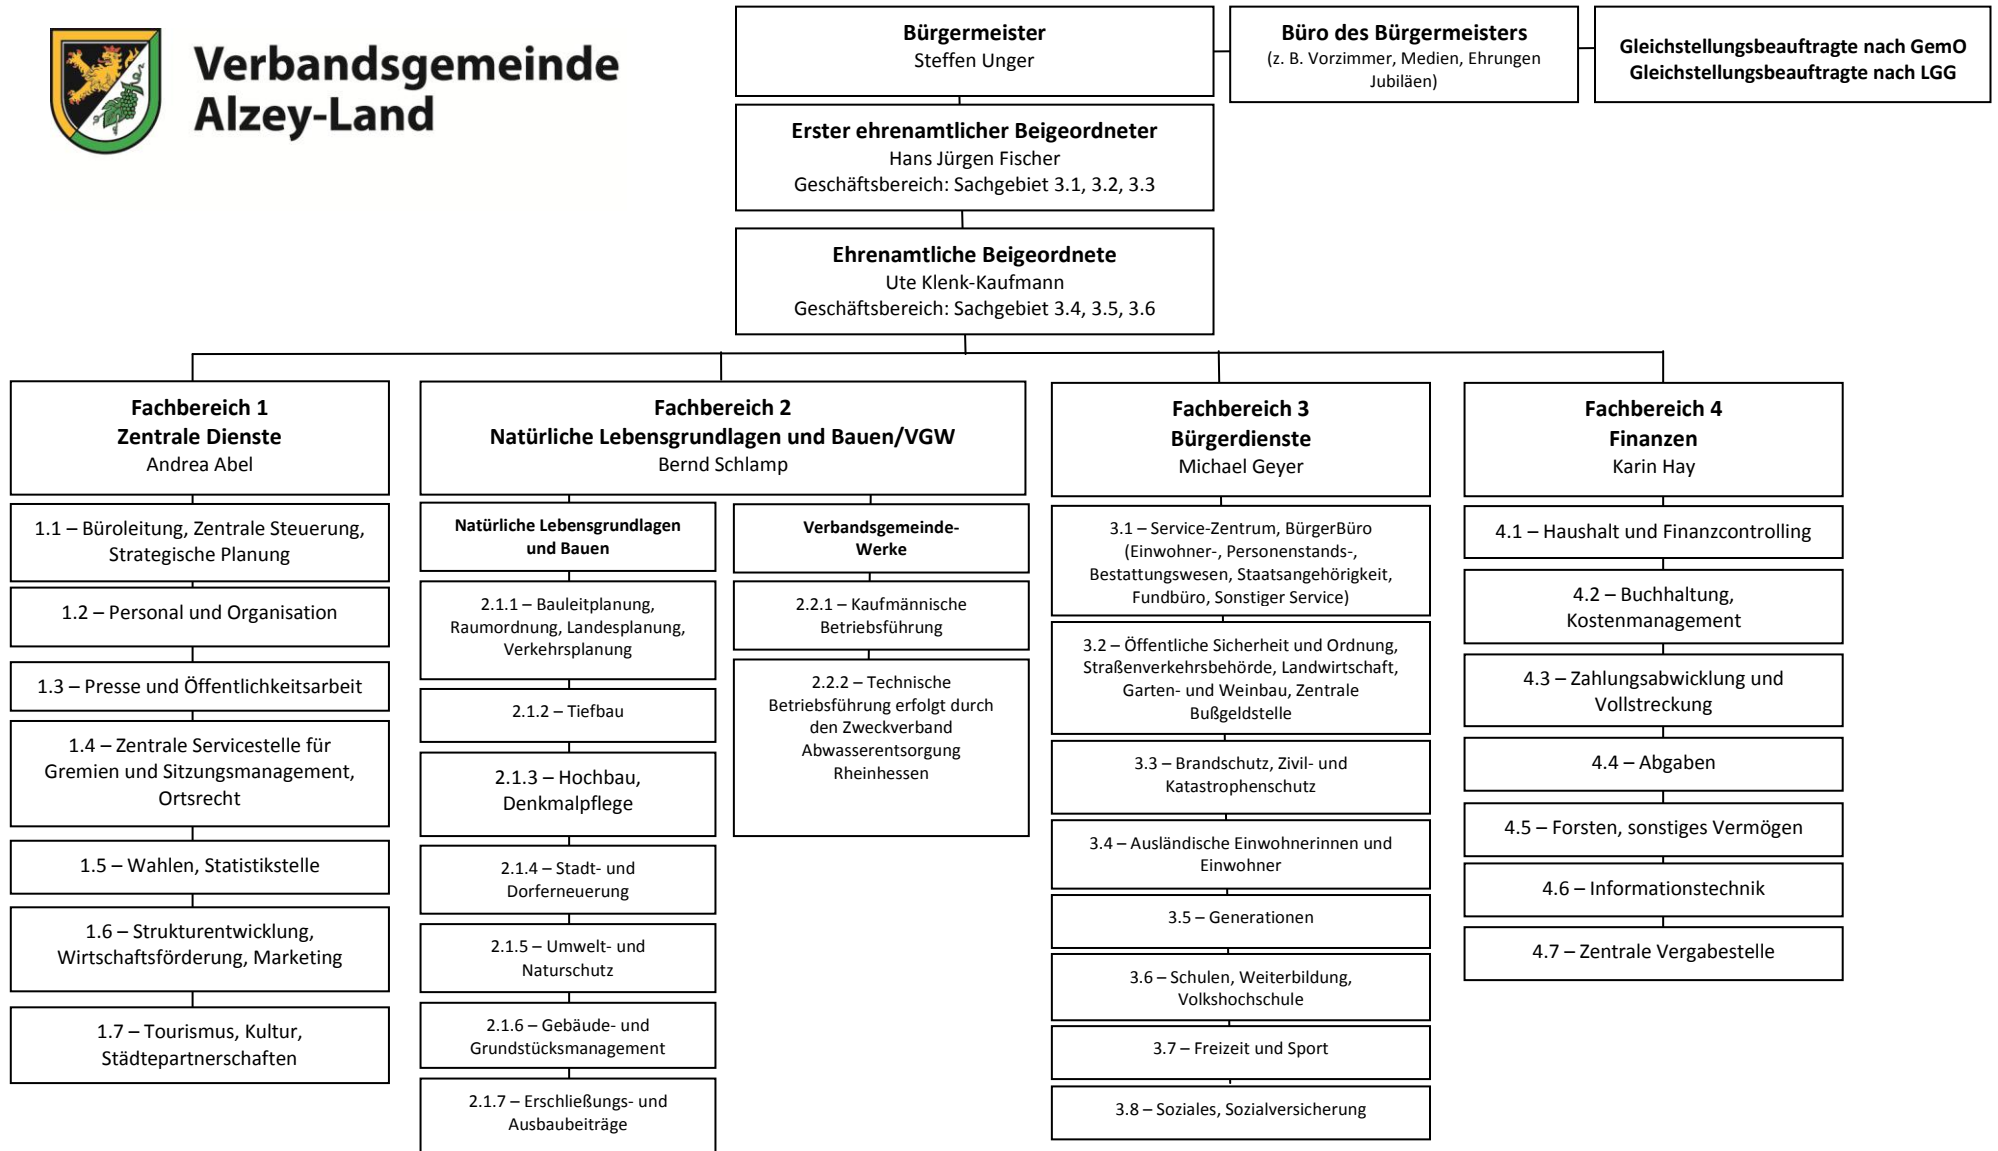 Verbandsgemeinde
Alzey-Land
Bürgermeister
Steffen Unger
Büro des Bürgermeisters
(z. B. Vorzimmer, Medien, Ehrungen
Jubiläen)
Gleichstellungsbeauftragte nach GemO
Gleichstellungsbeauftragte nach LGG
Erster ehrenamtlicher Beigeordneter
Hans Jürgen Fischer
Geschäftsbereich: Sachgebiet 3.1, 3.2, 3.3
Ehrenamtliche Beigeordnete
Ute Klenk-Kaufmann
Geschäftsbereich: Sachgebiet 3.4, 3.5, 3.6
Fachbereich 1
Zentrale Dienste
Andrea Abel
1.1 – Büroleitung, Zentrale Steuerung,
Strategische Planung
1.2 – Personal und Organisation
1.3 – Presse und Öffentlichkeitsarbeit
1.4 – Zentrale Servicestelle für
Gremien und Sitzungsmanagement,
Ortsrecht
1.5 – Wahlen, Statistikstelle
1.6 – Strukturentwicklung,
Wirtschaftsförderung, Marketing
1.7 – Tourismus, Kultur,
Städtepartnerschaften
Fachbereich 2
Natürliche Lebensgrundlagen und Bauen/VGW
Bernd Schlamp
Natürliche Lebensgrundlagen
und Bauen
2.1.1 – Bauleitplanung,
Raumordnung, Landesplanung,
Verkehrsplanung
2.1.2 – Tiefbau
2.1.3 – Hochbau,
Denkmalpflege
2.1.4 – Stadt- und
Dorferneuerung
2.1.5 – Umwelt- und
Naturschutz
2.1.6 – Gebäude- und
Grundstücksmanagement
2.1.7 – Erschließungs- und
Ausbaubeiträge
Verbandsgemeinde-
Werke
2.2.1 – Kaufmännische
Betriebsführung
2.2.2 – Technische
Betriebsführung erfolgt durch
den Zweckverband
Abwasserentsorgung
Rheinhessen
Fachbereich 3
Bürgerdienste
Michael Geyer
3.1 – Service-Zentrum, BürgerBüro
(Einwohner-, Personenstands-,
Bestattungswesen, Staatsangehörigkeit,
Fundbüro, Sonstiger Service)
3.2 – Öffentliche Sicherheit und Ordnung,
Straßenverkehrsbehörde, Landwirtschaft,
Garten- und Weinbau, Zentrale
Bußgeldstelle
3.3 – Brandschutz, Zivil- und
Katastrophenschutz
3.4 – Ausländische Einwohnerinnen und
Einwohner
3.5 – Generationen
3.6 – Schulen, Weiterbildung,
Volkshochschule
3.7 – Freizeit und Sport
3.8 – Soziales, Sozialversicherung
Fachbereich 4
Finanzen
Karin Hay
4.1 – Haushalt und Finanzcontrolling
4.2 – Buchhaltung,
Kostenmanagement
4.3 – Zahlungsabwicklung und
Vollstreckung
4.4 – Abgaben
4.5 – Forsten, sonstiges Vermögen
4.6 – Informationstechnik
4.7 – Zentrale Vergabestelle